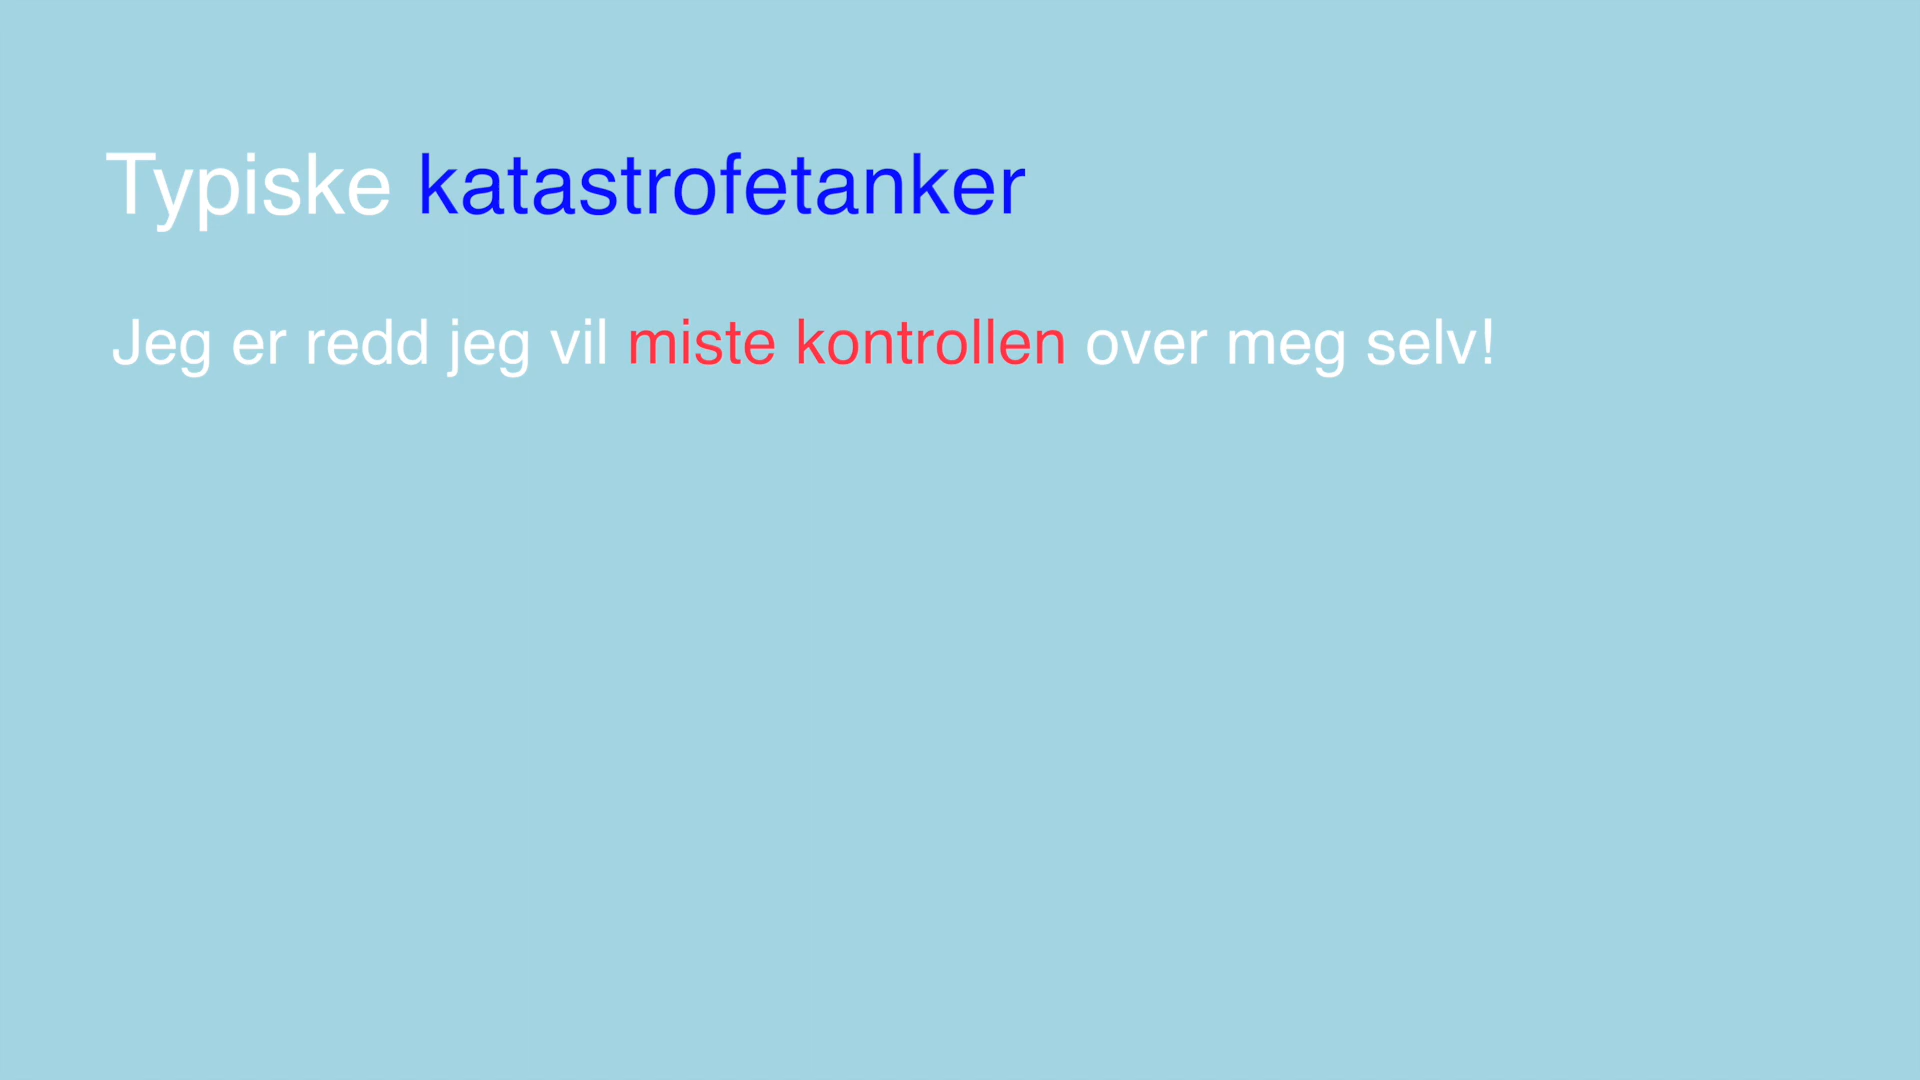 Typiske katastrofetanker
Jeg er redd jeg vil miste kontrollen over meg selv!